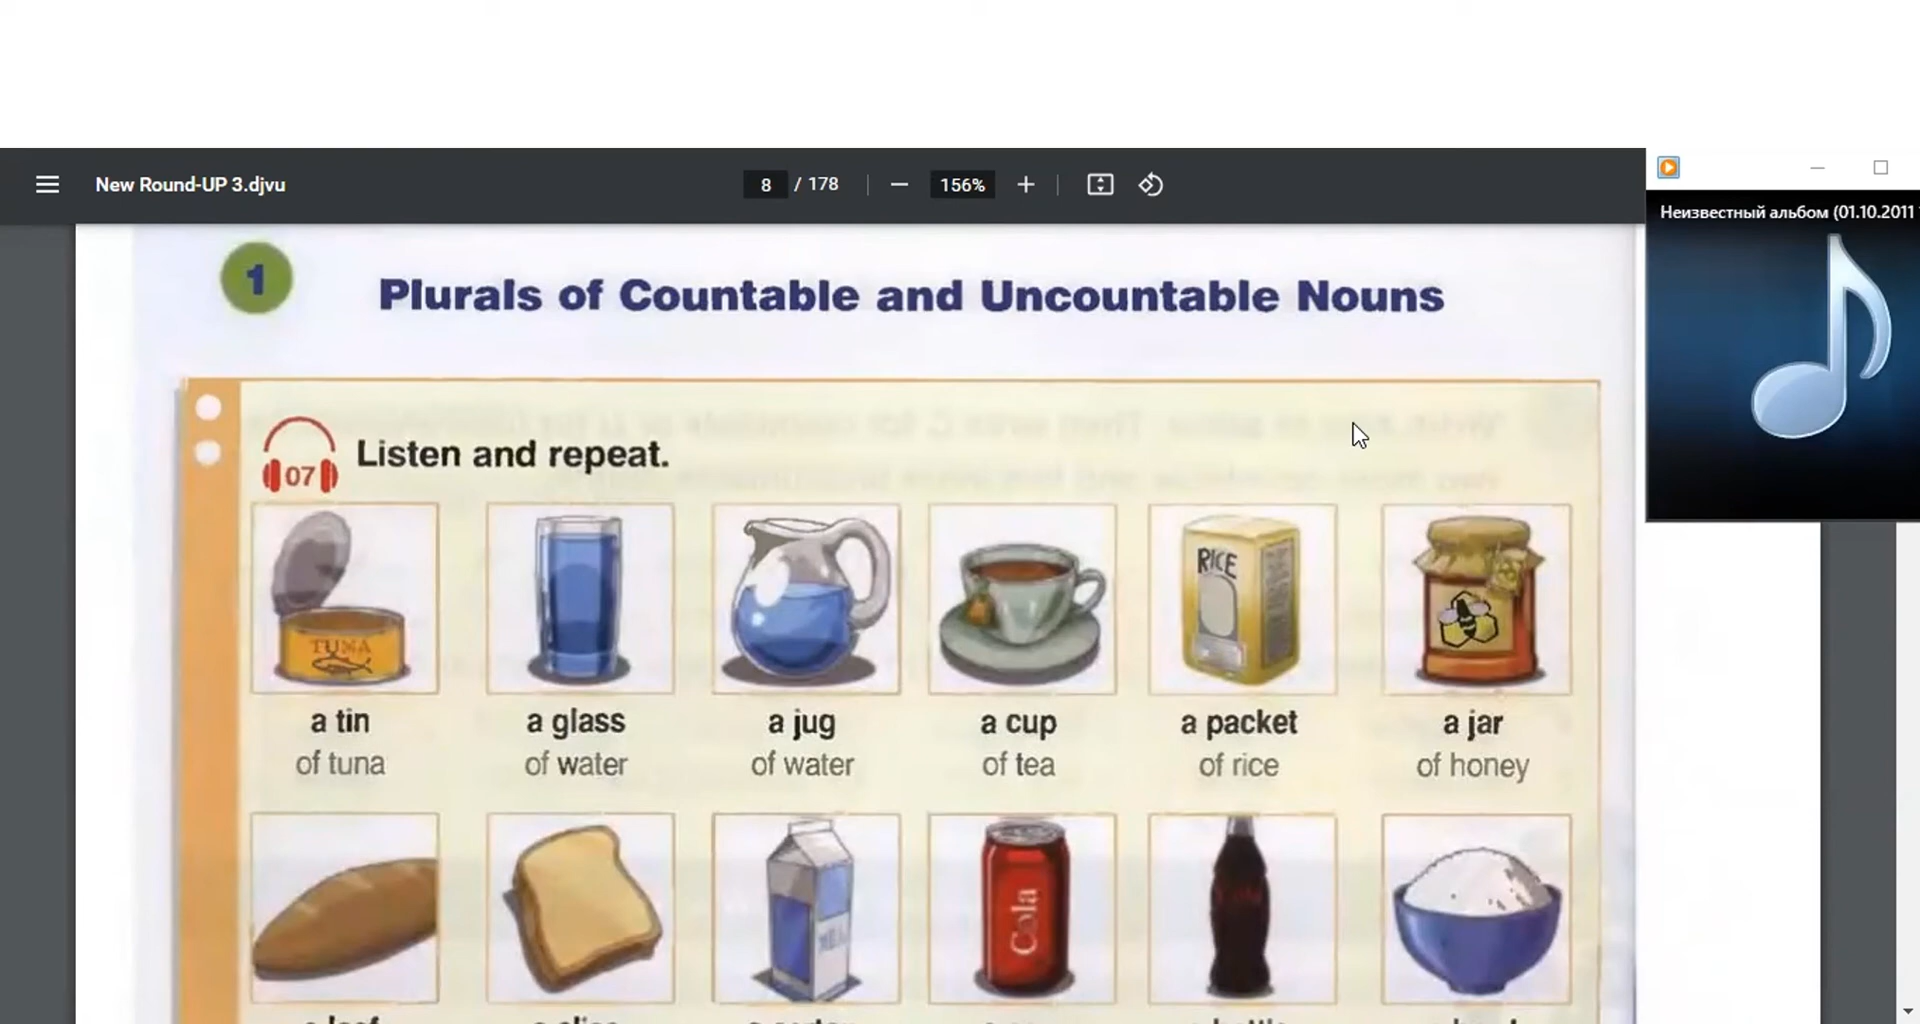 New Round-UP 3.djvu
8 / 178
156%
Неизвестный альбом (01.10.2011
1
Plurals of Countable and Uncountable Nouns
07 Listen and repeat.
TUNA
RICE
a tin
a glass
a jug
a cup
a packet
a jar
of tuna
of water
of water
of tea
of rice
of honey
Cola